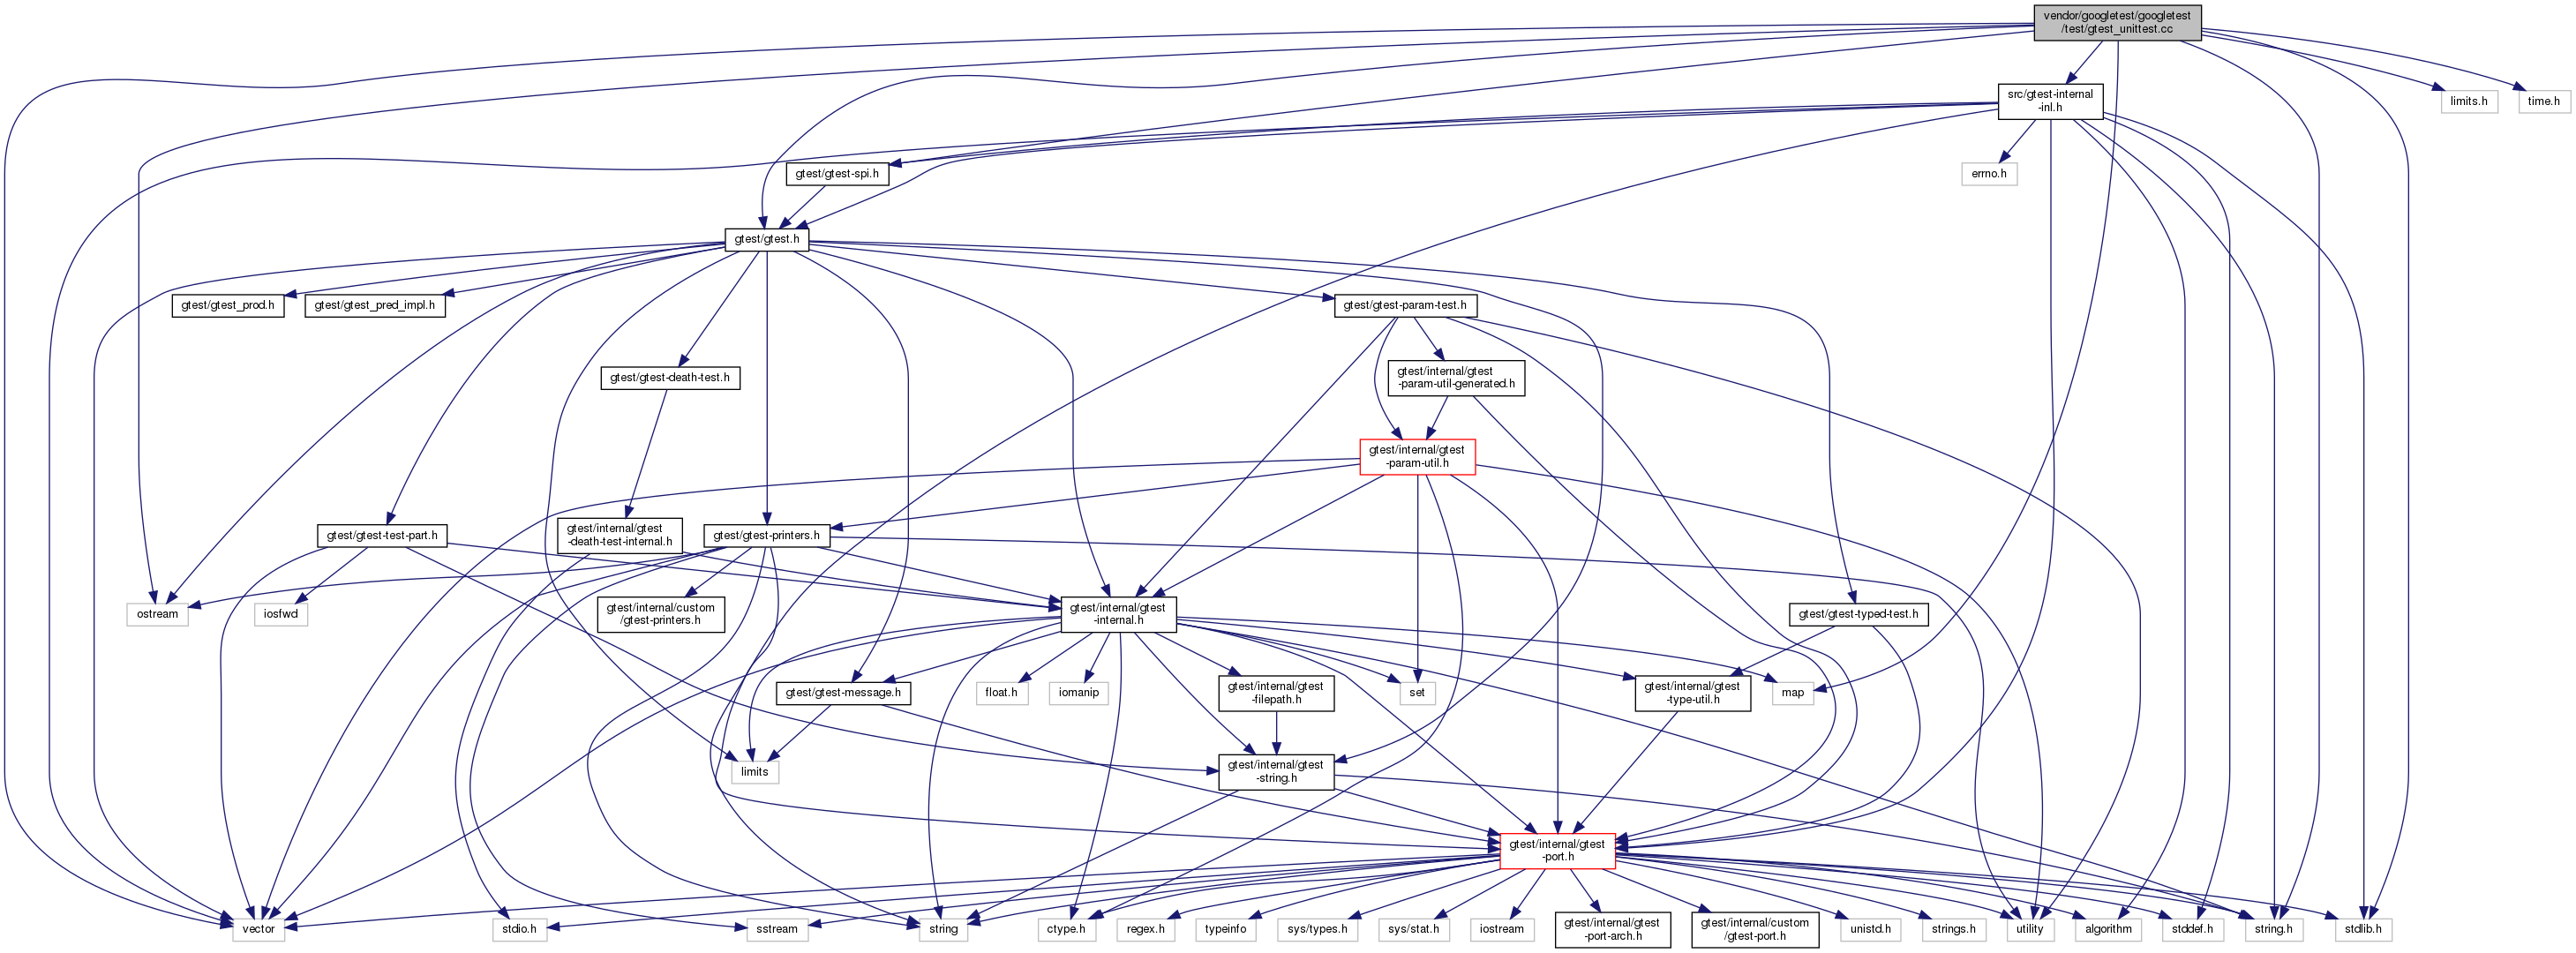 vendor/googletest/googletest
/test/gtest_unittest.cc
src/gtest-internal
-inl.h
limits.h
time.h
gtest/gtest-spi.h
errno.h
gtest/gtest.h
gtest/gtest_prod.h
gtest/gtest_pred_impl.h
gtest/gtest-param-test.h
gtest/gtest-death-test.h
gtest/internal/gtest
-param-util-generated.h
gtest/internal/gtest
-param-util.h
gtest/gtest-test-part.h
gtest/internal/gtest
-death-test-internal.h
gtest/gtest-printers.h
ostream
iosfwd
gtest/internal/custom
/gtest-printers.h
gtest/internal/gtest
-internal.h
gtest/gtest-typed-test.h
gtest/gtest-message.h
float.h
iomanip
gtest/internal/gtest
-filepath.h
set
gtest/internal/gtest
-type-util.h
map
limits
gtest/internal/gtest
-string.h
gtest/internal/gtest
-port.h
vector
stdio.h
sstream
string
ctype.h
regex.h
typeinfo
sys/types.h
sys/stat.h
iostream
gtest/internal/gtest
-port-arch.h
gtest/internal/custom
/gtest-port.h
unistd.h
strings.h
utility
algorithm
stddef.h
string.h
stdlib.h